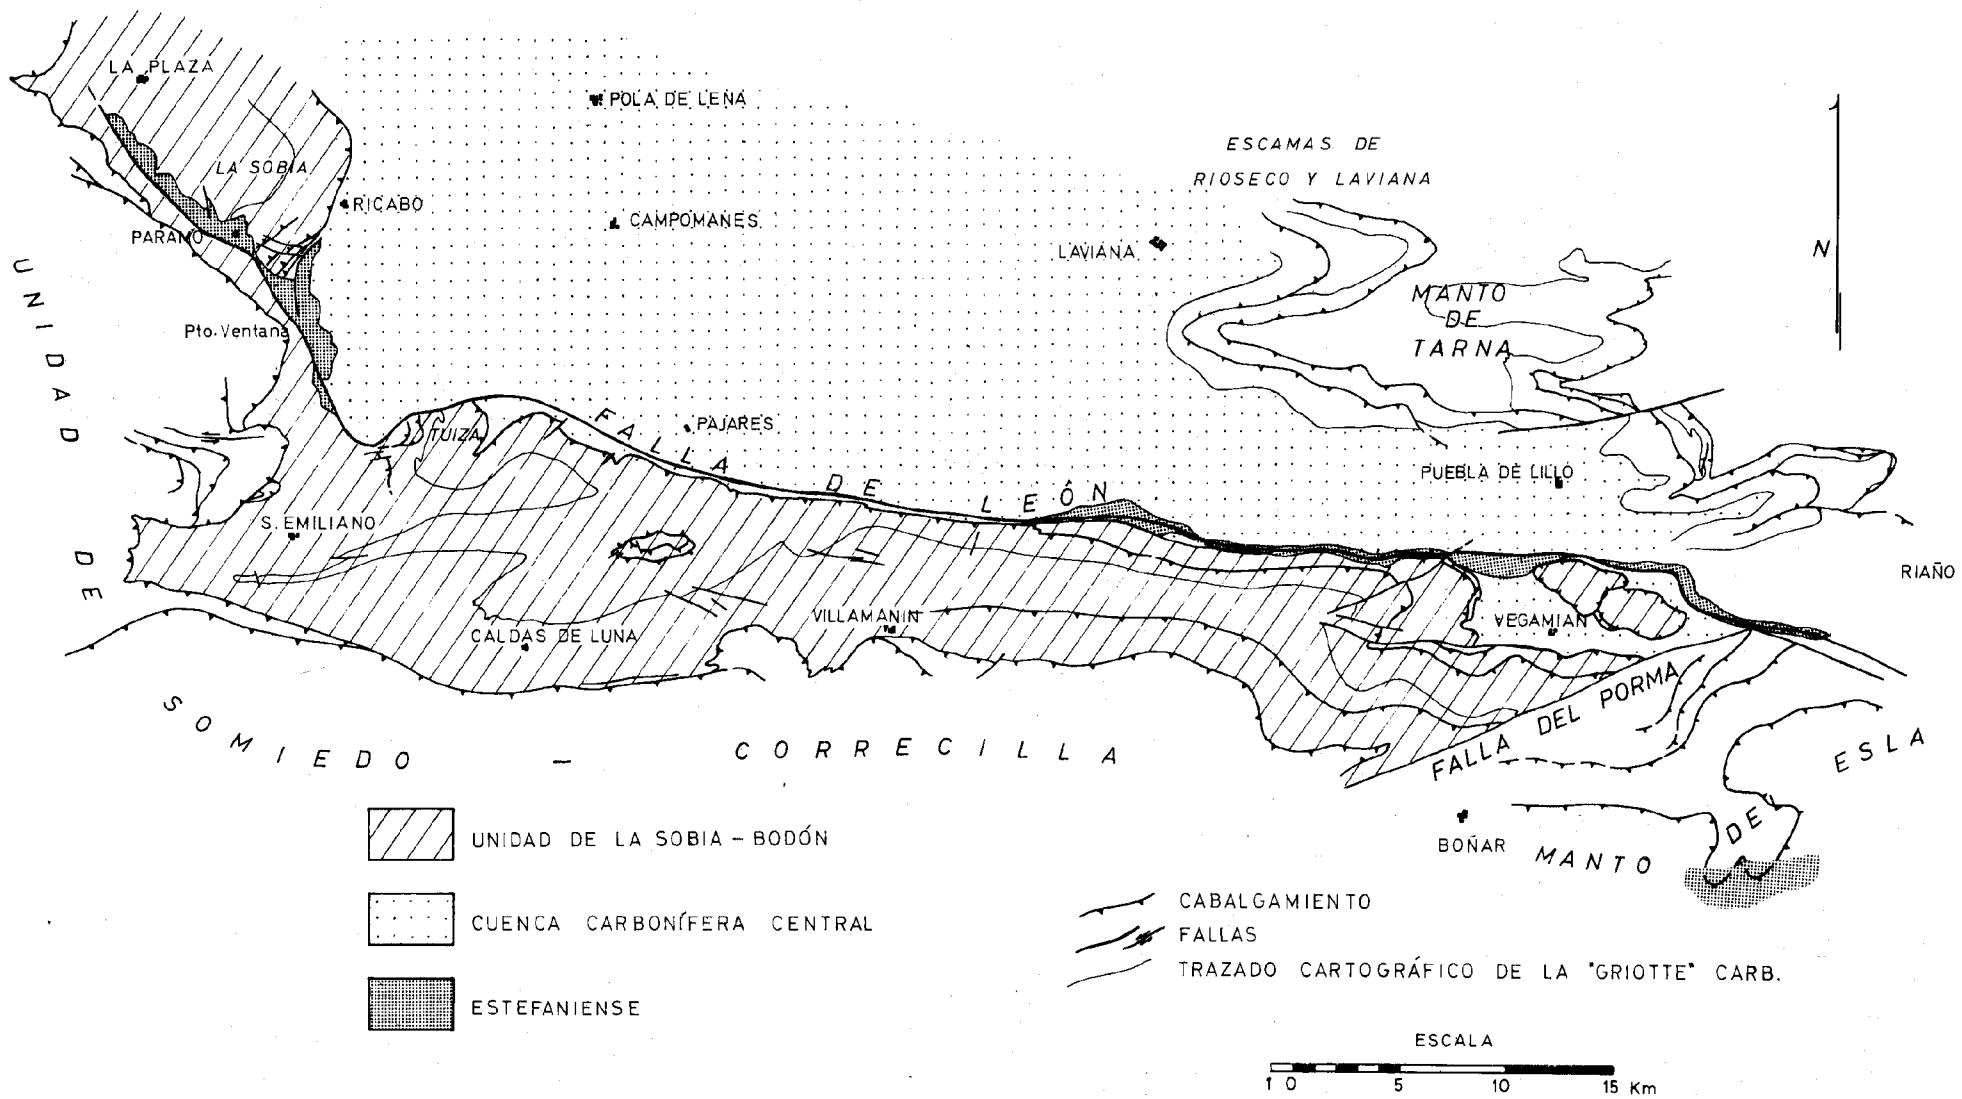 LA PLAZA
POLA DE LENA
ESCAMAS DE
RIOSECO Y LAVIANA
LA SOBIA
RICABO
CAMPOMANES
PARAMO
LAVIANA
N
MANTO
DE
TARNA
Pto. Ventana
UNIDAD
DE
SOMIEDO - CORRECILLA
TUIZA
PAJARES
FALLA DE LEÓN
PUEBLA DE LILLO
S. EMILIANO
RIAÑO
VILLAMANIN
VEGAMIAN
CALDAS DE LUNA
FALLA DEL PORMA
BOÑAR
MANTO DE ESLA
UNIDAD DE LA SOBIA - BODÓN
CUENCA CARBONÍFERA CENTRAL
ESTEFANIENSE
CABALGAMIENTO
FALLAS
TRAZADO CARTOGRÁFICO DE LA "GRIOTTE" CARB.
ESCALA
1 0 5 10 15 Km